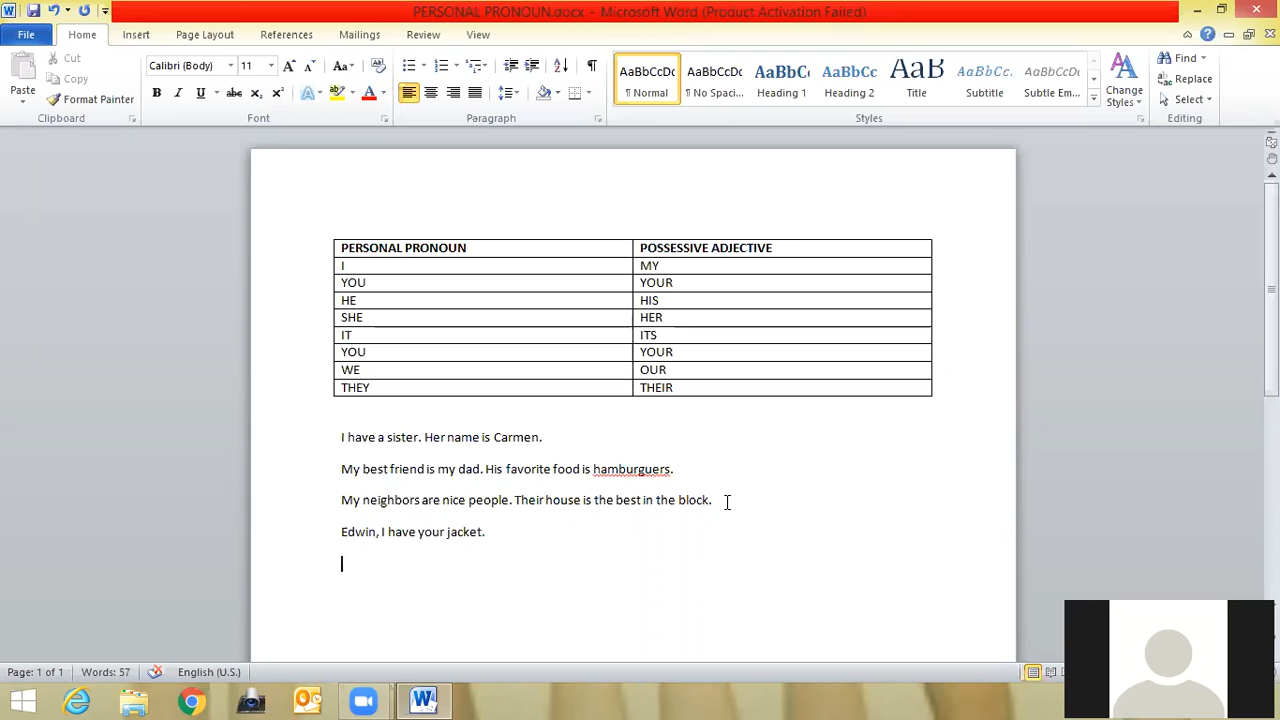 PERSONAL PRONOUN.docx - Microsoft Word (Product Activation Failed)
File Home Insert Page Layout References Mailings Review View
Cut
Copy
Paste
Format Painter
Clipboard
Calibri (Body) 11
Font
Paragraph
AaBbCcDc AaBbCcDc AaBbC AaBbCc AaB AaBbCc. AaBbCcD.
¶ Normal ¶ No Spaci... Heading 1 Heading 2 Title Subtitle Subtle Em...
Change Styles
Styles
Find
Replace
Select
Editing
PERSONAL PRONOUN POSSESSIVE ADJECTIVE
I MY
YOU YOUR
HE HIS
SHE HER
IT ITS
YOU YOUR
WE OUR
THEY THEIR
I have a sister. Her name is Carmen.
My best friend is my dad. His favorite food is hamburguers.
My neighbors are nice people. Their house is the best in the block.
Edwin, I have your jacket.
Page: 1 of 1 Words: 57 English (U.S.)